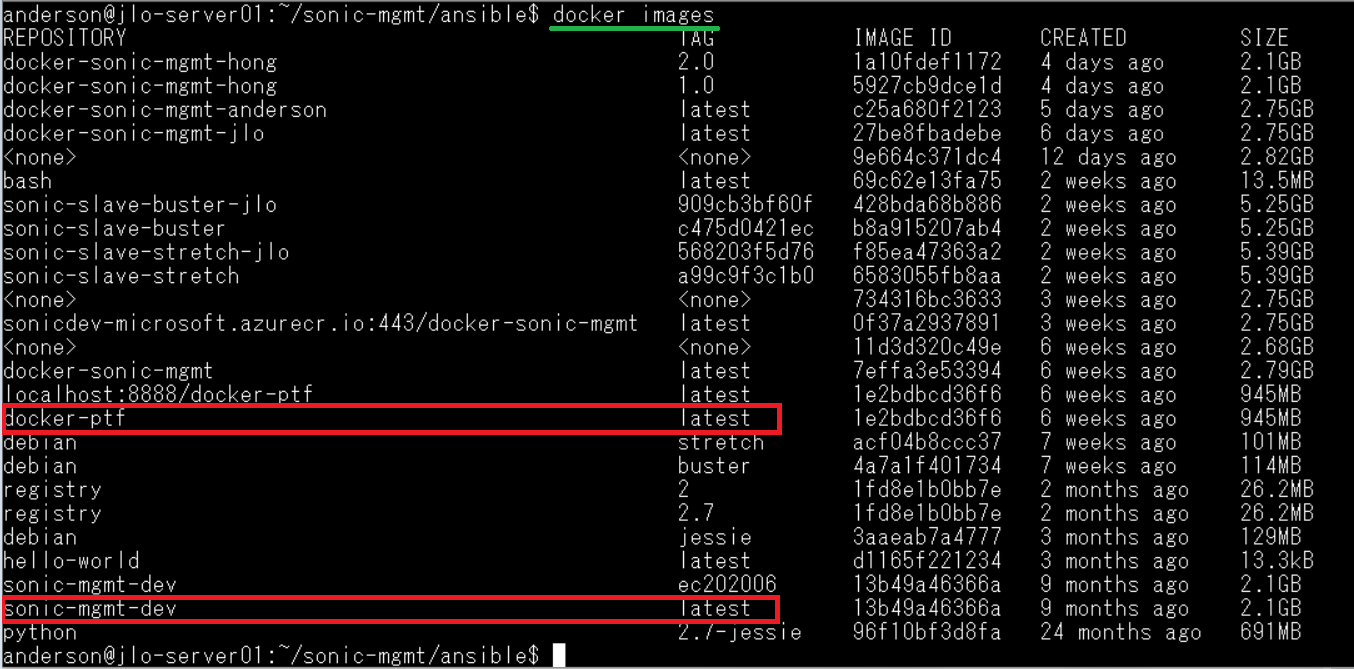 anderson@jlo-server01:~/sonic-mgmt/ansible$ docker images
REPOSITORY TAG IMAGE ID CREATED SIZE
docker-sonic-mgmt-hong 2.0 1a10fdef1172 4 days ago 2.1GB
docker-sonic-mgmt-hong 1.0 5927cb9dce1d 4 days ago 2.1GB
docker-sonic-mgmt-anderson latest c25a680f2123 5 days ago 2.75GB
docker-sonic-mgmt-jlo latest 27be8fbadebe 6 days ago 2.75GB
<none> <none> 9e664c371dc4 12 days ago 2.82GB
bash latest 69c62e13fa75 2 weeks ago 13.5MB
sonic-slave-buster-jlo 909cb3bf60f 428bda68b886 2 weeks ago 5.25GB
sonic-slave-buster c475d0421ec b8a915207ab4 2 weeks ago 5.25GB
sonic-slave-stretch-jlo 568203f5d76 f85ea47363a2 2 weeks ago 5.39GB
sonic-slave-stretch a99c9f3c1b0 6583055fb8aa 2 weeks ago 5.39GB
<none> <none> 734316bc3633 3 weeks ago 2.75GB
sonicdev-microsoft.azurecr.io:443/docker-sonic-mgmt latest 0f37a2937891 3 weeks ago 2.75GB
<none> <none> 11d3d320c49e 6 weeks ago 2.68GB
docker-sonic-mgmt latest 7effa3e53394 6 weeks ago 2.79GB
localhost:8888/docker-ptf latest 1e2bdbcd36f6 6 weeks ago 945MB
docker-ptf latest 1e2bdbcd36f6 6 weeks ago 945MB
debian stretch acf04b8ccc37 7 weeks ago 101MB
debian buster 4a7a1f401734 7 weeks ago 114MB
registry 2 1fd8e1b0bb7e 2 months ago 26.2MB
registry 2.7 1fd8e1b0bb7e 2 months ago 26.2MB
debian jessie 3aaeab7a4777 3 months ago 129MB
hello-world latest d1165f221234 3 months ago 13.3kB
sonic-mgmt-dev ec202006 13b49a46366a 9 months ago 2.1GB
sonic-mgmt-dev latest 13b49a46366a 9 months ago 2.1GB
python 2.7-jessie 96f10bf3d8fa 24 months ago 691MB
anderson@jlo-server01:~/sonic-mgmt/ansible$